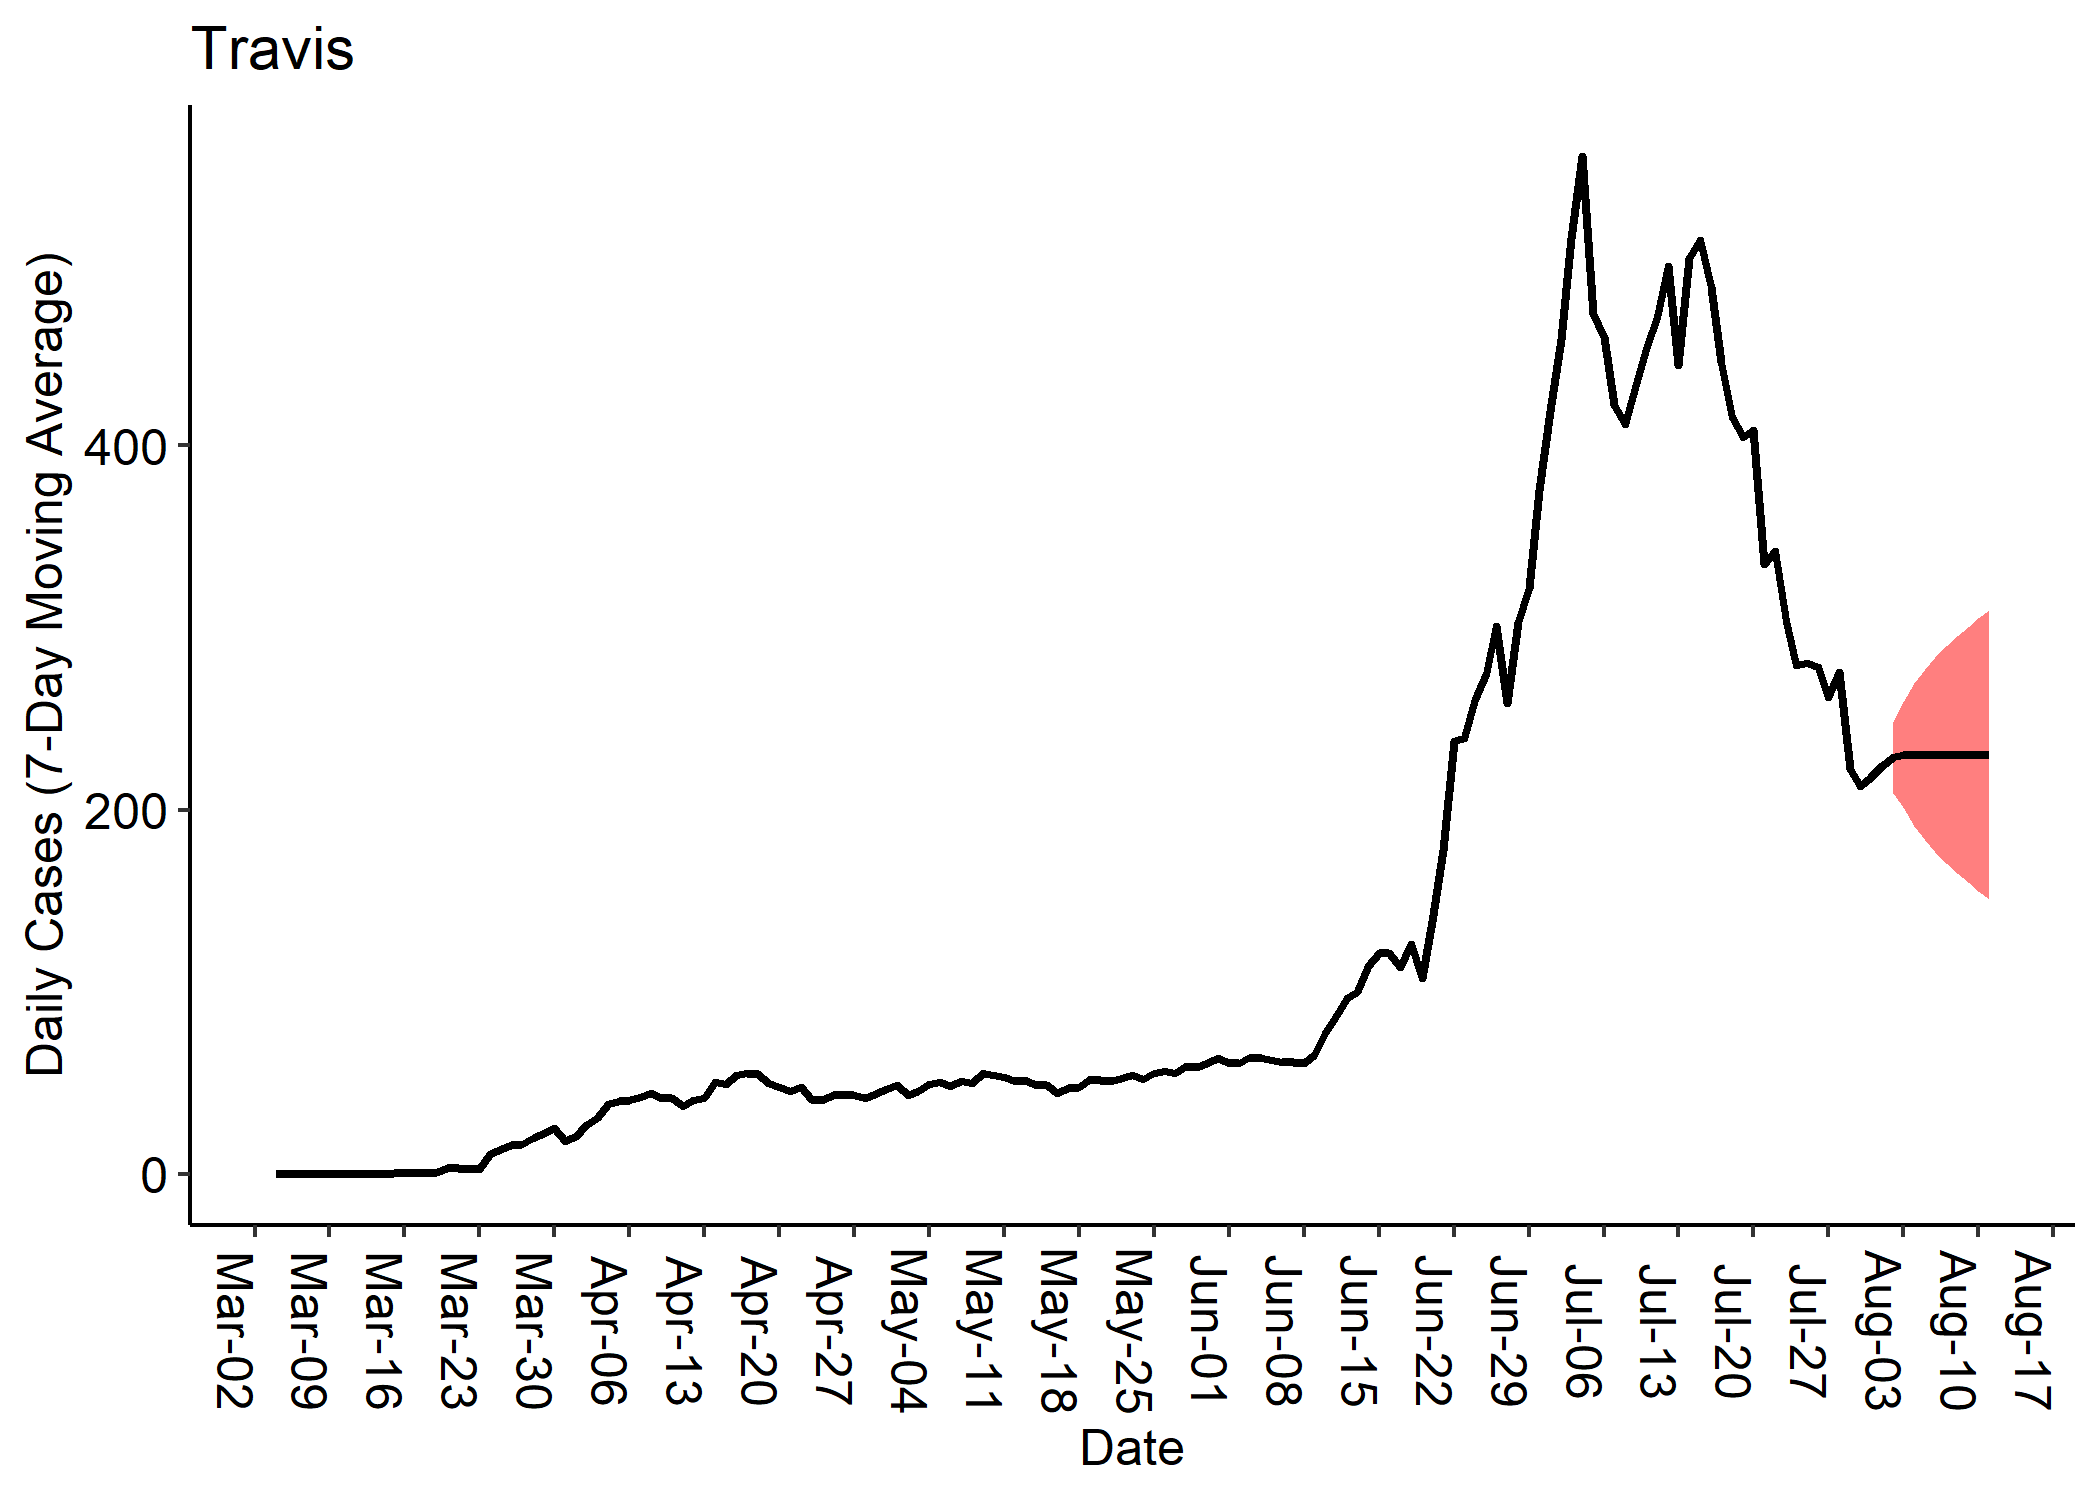 Travis
Daily Cases (7-Day Moving Average)
400
200
0
Mar-02
Mar-09
Mar-16
Mar-23
Mar-30
Apr-06
Apr-13
Apr-20
Apr-27
May-04
May-11
May-18
May-25
Jun-01
Jun-08
Jun-15
Jun-22
Jun-29
Jul-06
Jul-13
Jul-20
Jul-27
Aug-03
Aug-10
Aug-17
Date